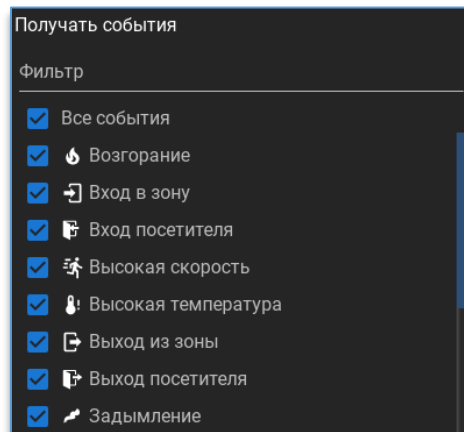 Получать события
Фильтр
Все события
Возгорание
Вход в зону
Вход посетителя
Высокая скорость
Высокая температура
Выход из зоны
Выход посетителя
Задымление